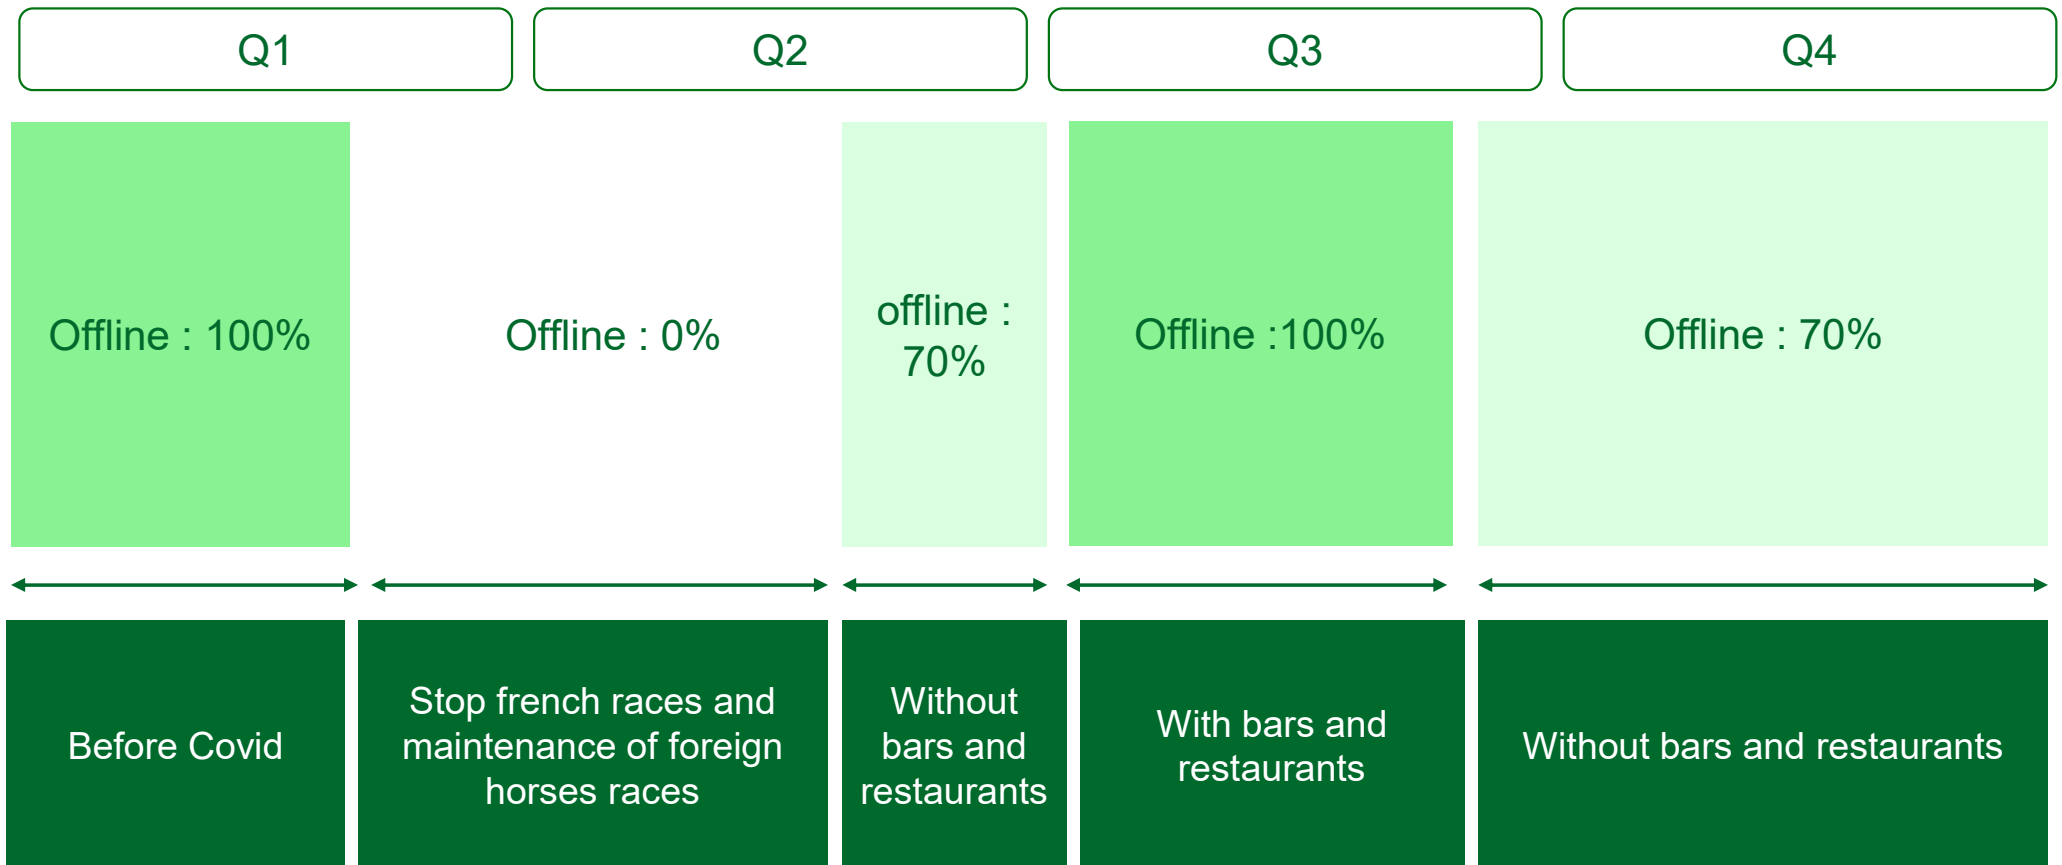 Q1
Q2
Q3
Q4
Offline : 100%
Offline : 0%
offline :
70%
Offline :100%
Offline : 70%
Before Covid
Stop french races and
maintenance of foreign
horses races
Without
bars and
restaurants
With bars and
restaurants
Without bars and restaurants